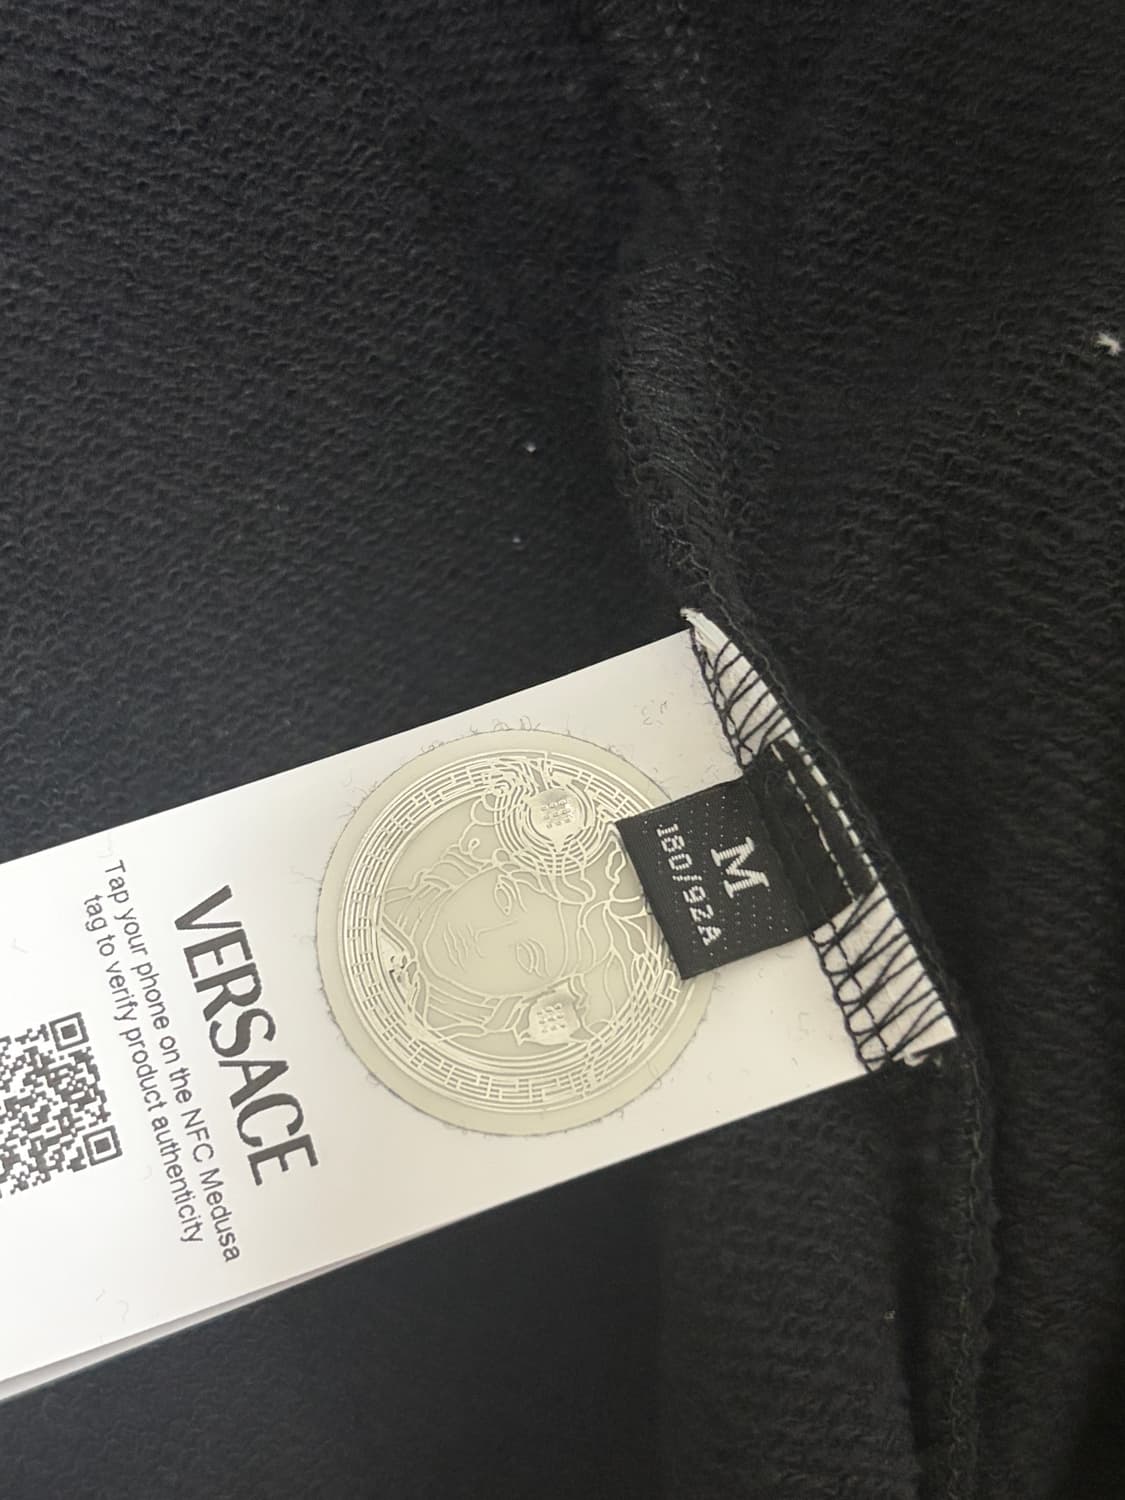 M
180/92A
VERSACE
Tap your phone on the NFC Medusa
tag to verify product authenticity